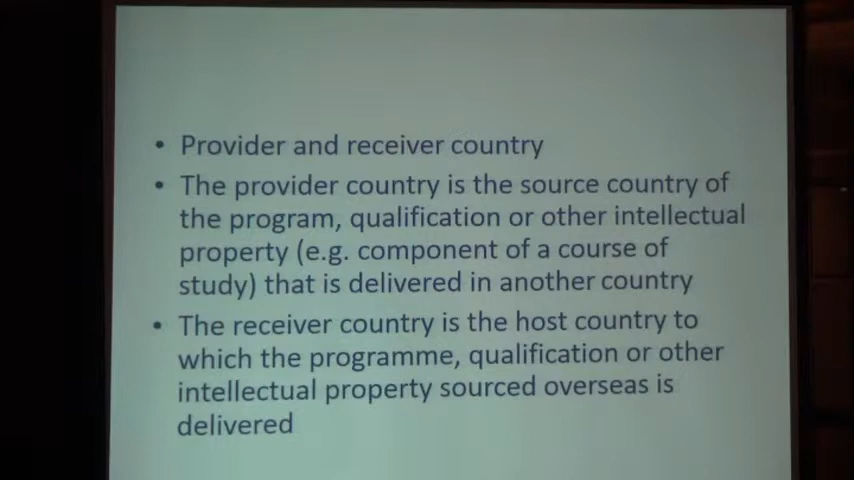 • Provider and receiver country
• The provider country is the source country of
the program, qualification or other intellectual
property (e.g. component of a course of
study) that is delivered in another country
• The receiver country is the host country to
which the programme, qualification or other
intellectual property sourced overseas is
delivered